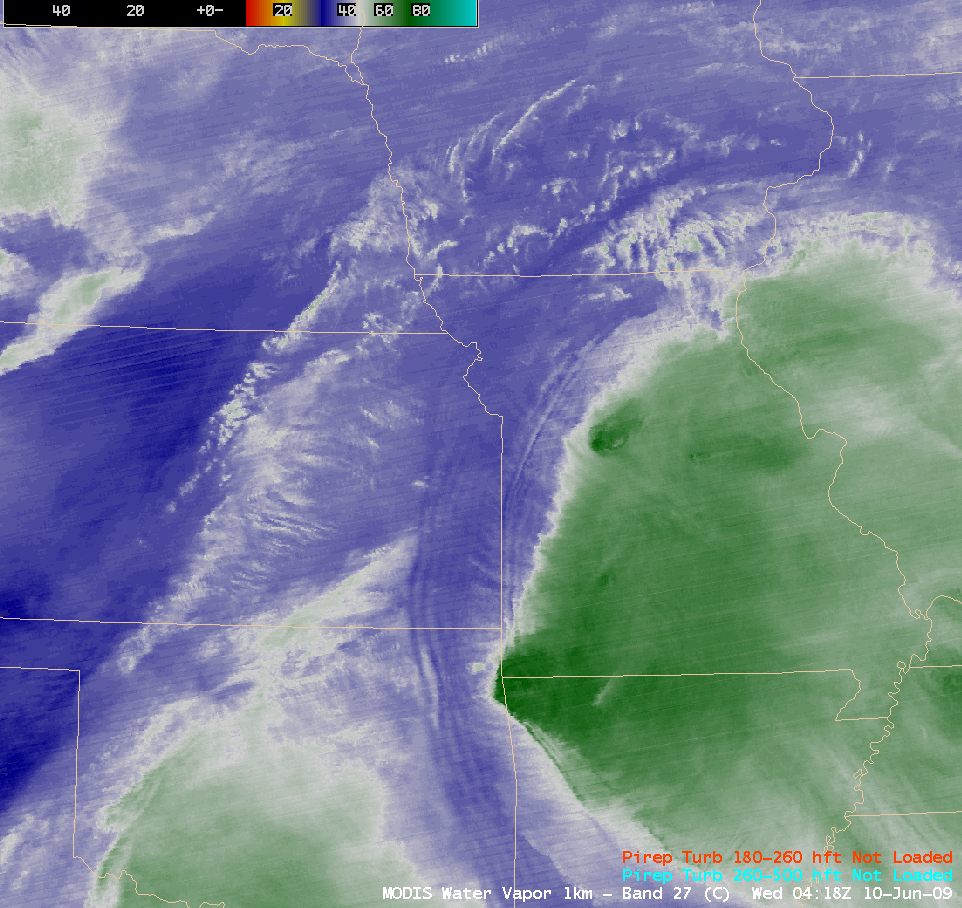 40 20 +0- 20 40 60 80
Pirep Turb 180-260 hft Not Loaded
Pirep Turb 260-500 hft Not Loaded
MODIS Water Vapor 1km - Band 27 (C) Wed 04:18Z 10-Jun-09